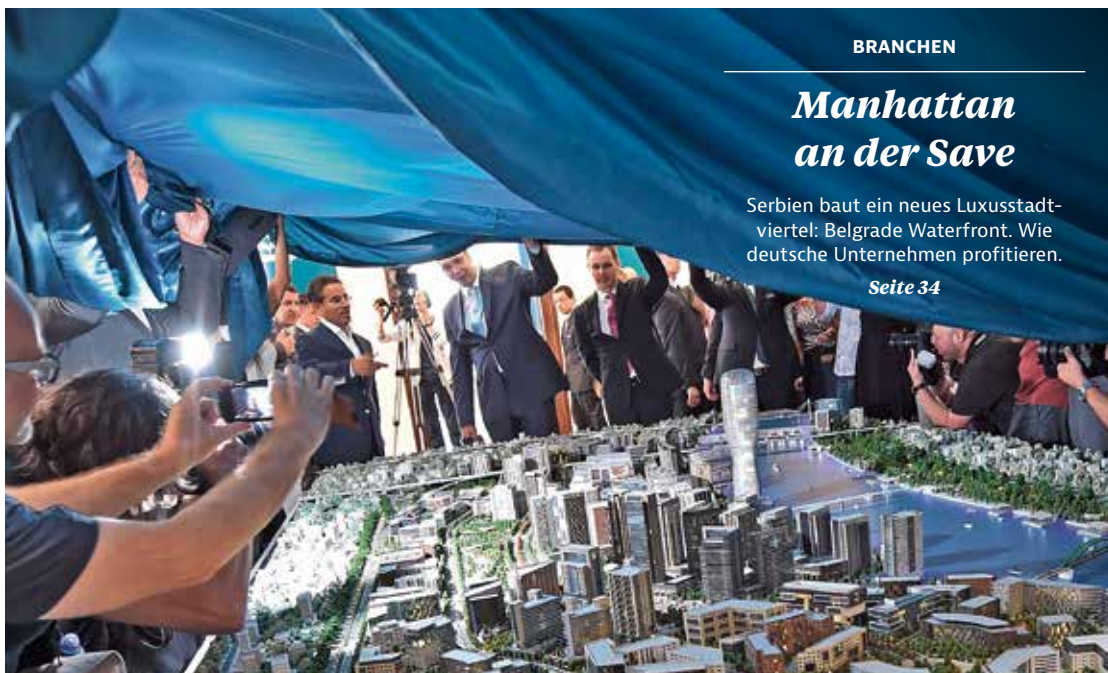 BRANCHEN
Manhattan
an der Save
Serbien baut ein neues Luxusstadt-
viertel: Belgrade Waterfront. Wie
deutsche Unternehmen profitieren.
Seite 34